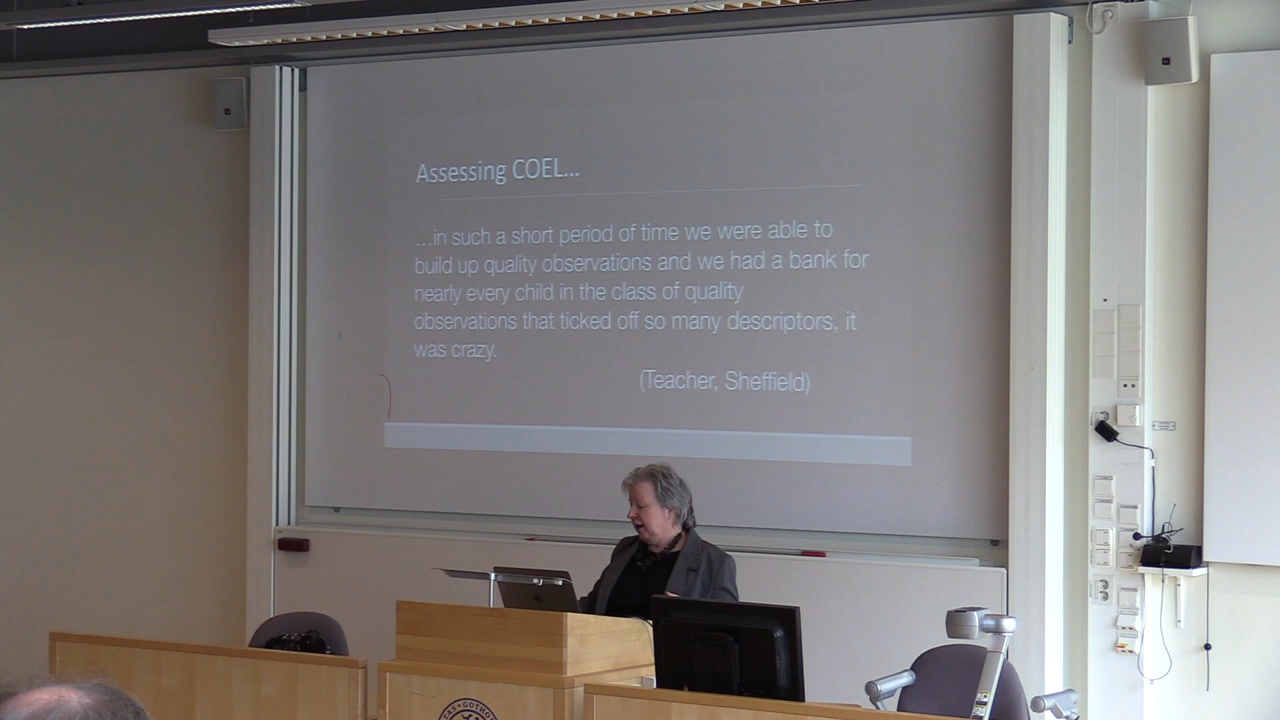 Assessing COEL...
...in such a short period of time we were able to
build up quality observations and we had a bank for
nearly every child in the class of quality
observations that ticked off so many descriptors, it
was crazy.
(Teacher, Sheffield)